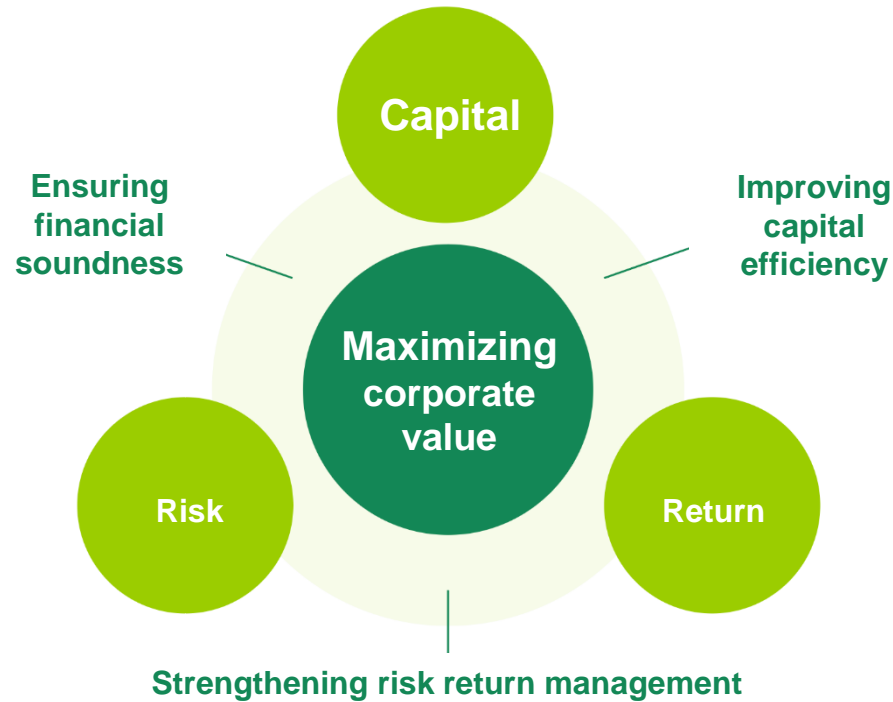 Capital
Ensuring
financial
soundness
Improving
capital
efficiency
Maximizing
corporate
value
Risk
Return
Strengthening risk return management